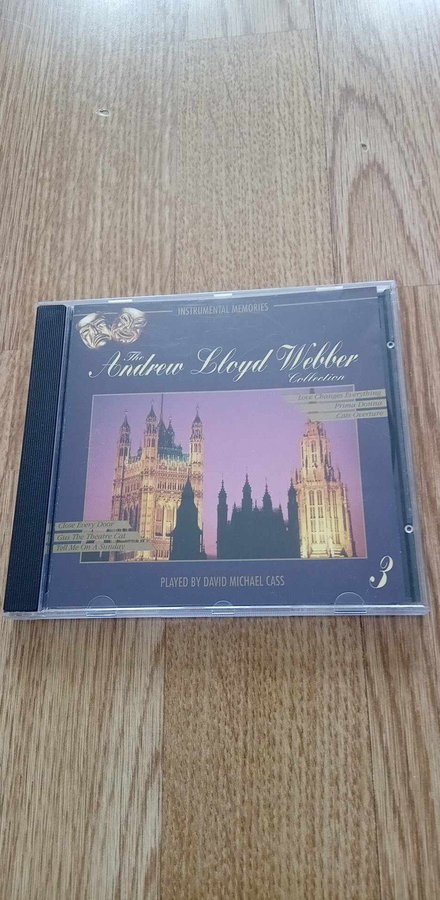 INSTRUMENTAL MEMORIES
The
Andrew Lloyd Webber
Collection
Love Changes Everything
Prima Donna
Cats Overture
Close Every Door
Gus The Theatre Cat
Tell Me On A Sunday
PLAYED BY DAVID MICHAEL CASS
3